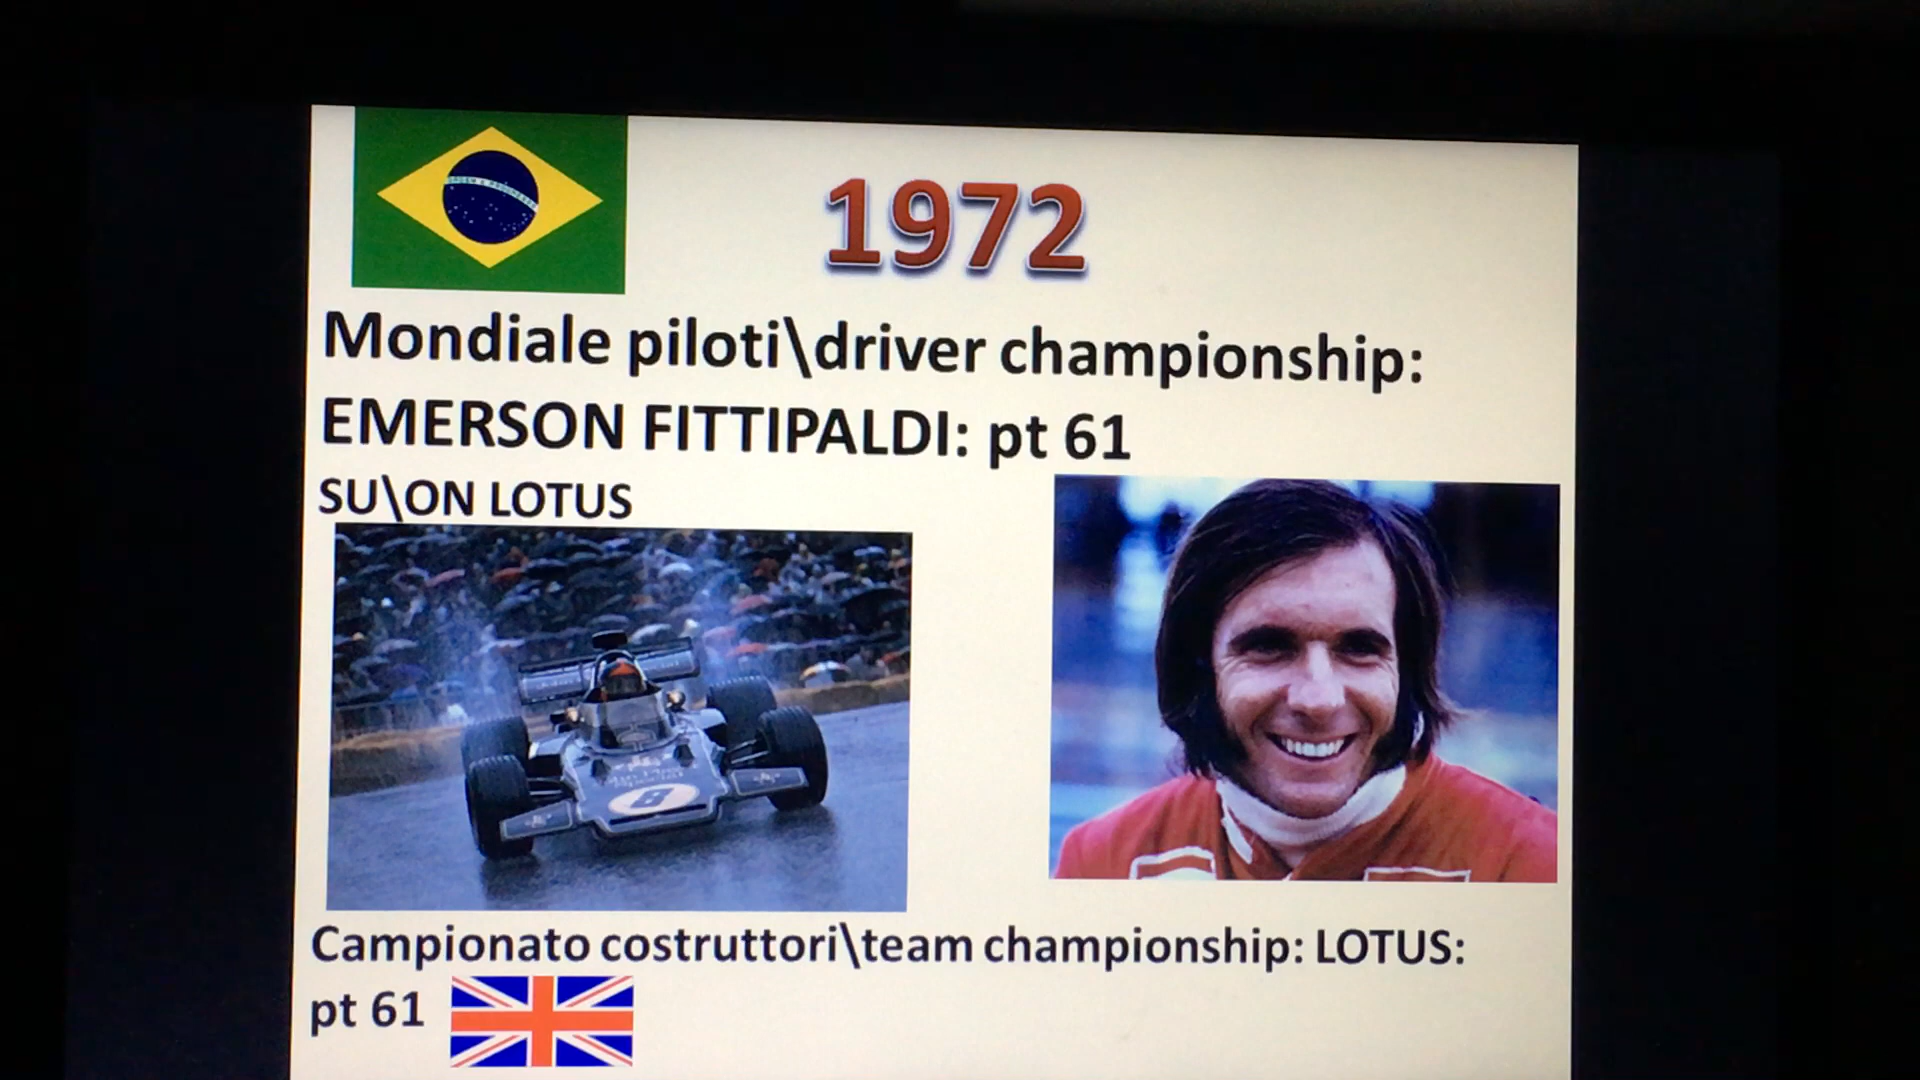 1972
Mondiale piloti\driver championship:
EMERSON FITTIPALDI: pt 61
SU\ON LOTUS
8
Campionato costruttori\team championship: LOTUS:
pt 61